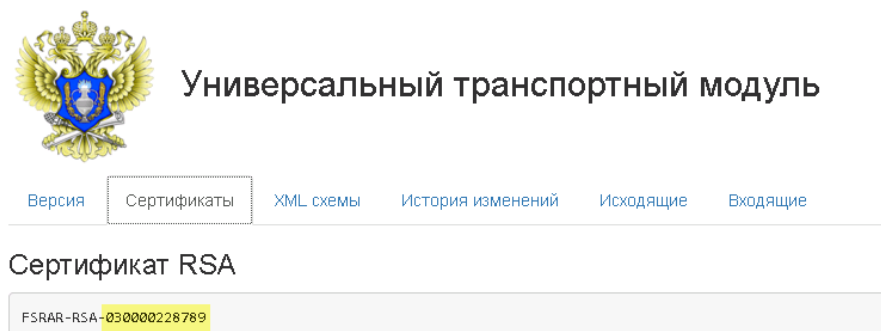 Универсальный транспортный модуль
Версия Сертификаты XML схемы История изменений Исходящие Входящие
Сертификат RSA
FSRAR-RSA-030000228789